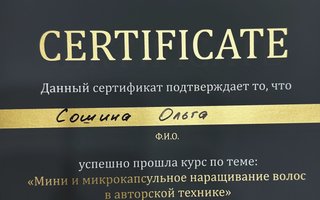 CERTIFICATE
Данный сертификат подтверждает то, что
Сошина Ольга
Ф.И.О.
успешно прошла курс по теме:
«Мини и микрокапсульное наращивание волос
в авторской технике»